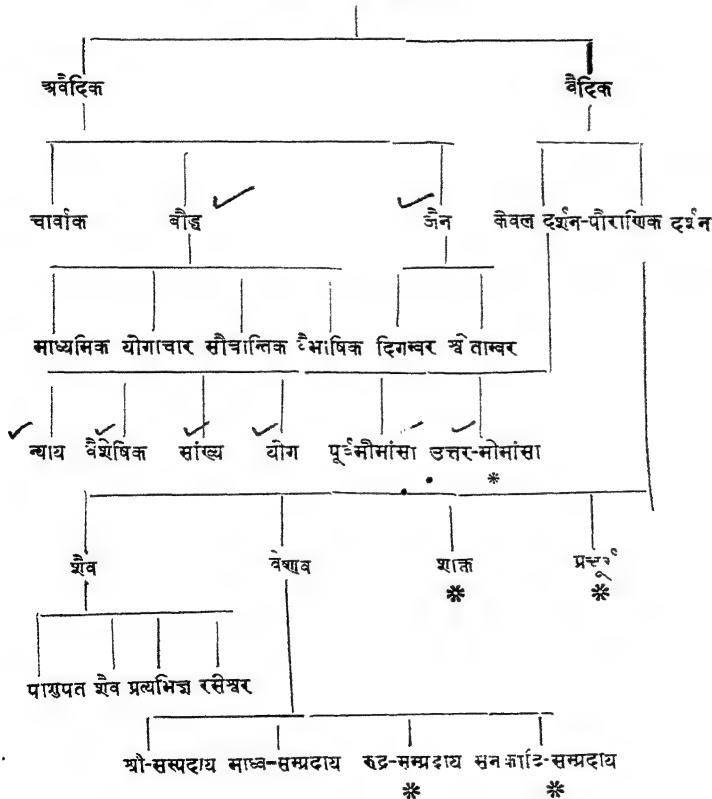 अवैदिक वैदिक
चार्वाक बौद्ध जैन केवल दर्शन-पौराणिक दर्शन
माध्यमिक योगाचार सौत्रान्तिक वैभाषिक दिगम्बर श्वेताम्बर
न्याय वैशेषिक सांख्य योग पूर्वमीमांसा उत्तर-मीमांसा
*
शैव वैष्णव शाक्त
* *
पाशुपत शैव प्रत्यभिज्ञ रसेश्वर
श्री-सम्प्रदाय माध्व-सम्प्रदाय रुद्र-सम्प्रदाय सनकादि-सम्प्रदाय
* *